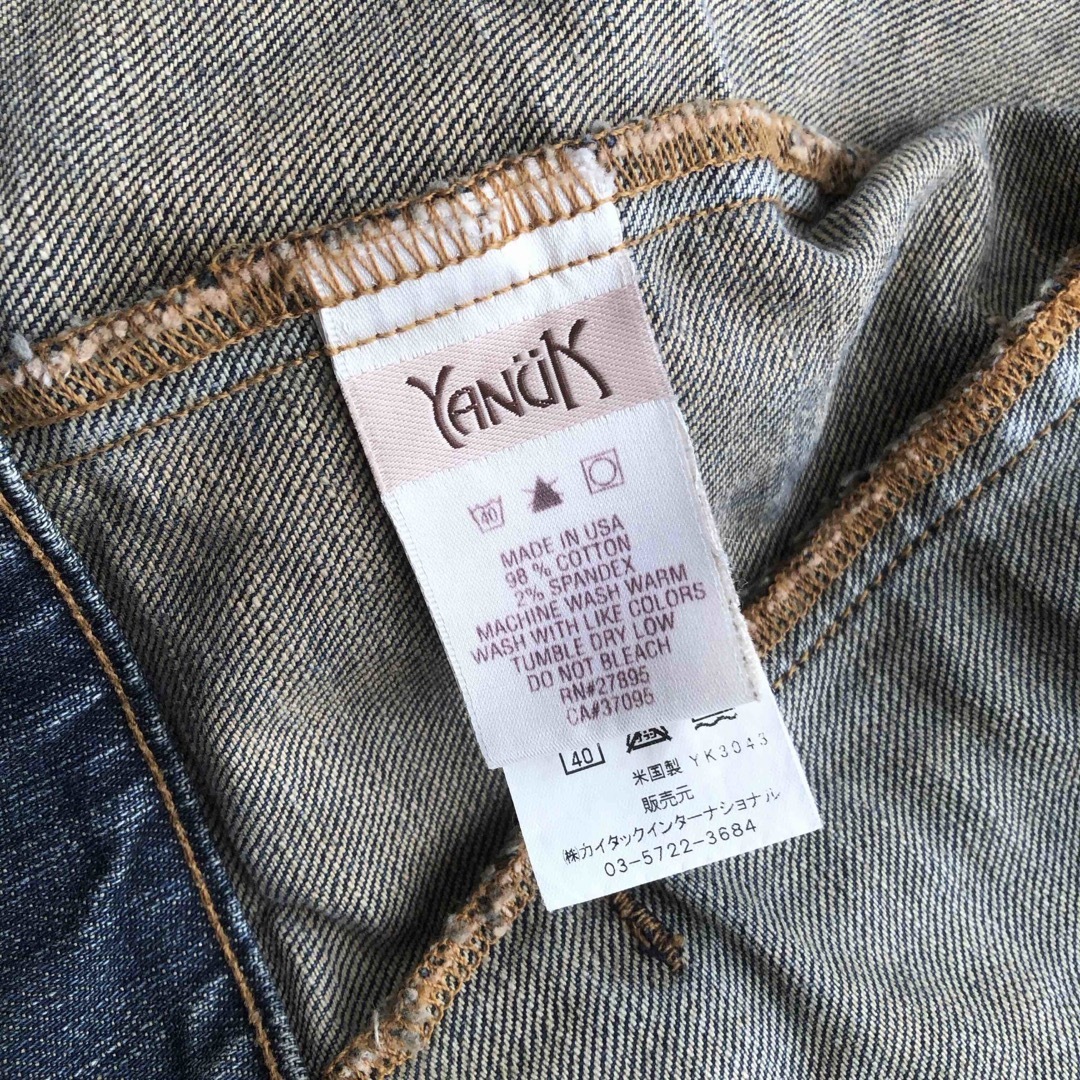 YANÜK
40
MADE IN USA
98 % COTTON
2% SPANDEX
MACHINE WASH WARM
WASH WITH LIKE COLORS
TUMBLE DRY LOW
DO NOT BLEACH
RN#27895
CA#37095
40
米国製 YK3043
販売元
㈱カイタックインターナショナル
03-5722-3684